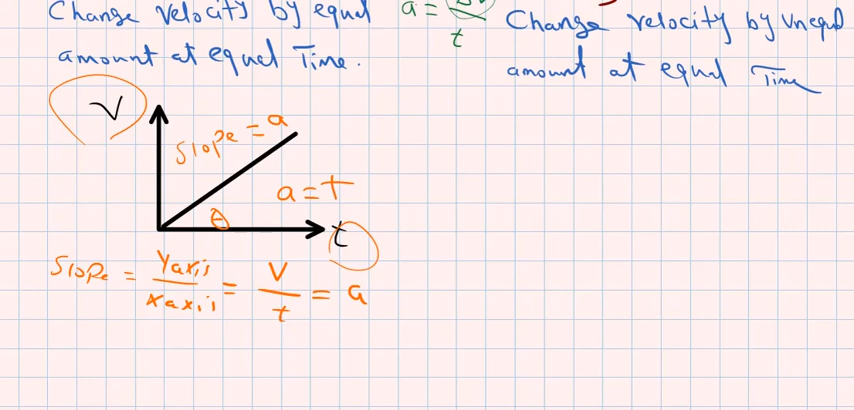 Change velocity by equal
amount at equal Time.
a = ΔV
t
Change velocity by Unequal
amount at equal Time
V
Slope = a
a = +
θ
t
Slope = Yaxis / xaxis = V / t = a